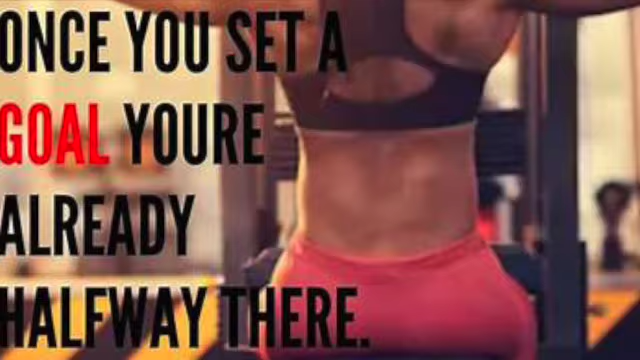 ONCE YOU SET A
GOAL YOURE
ALREADY
HALFWAY THERE.